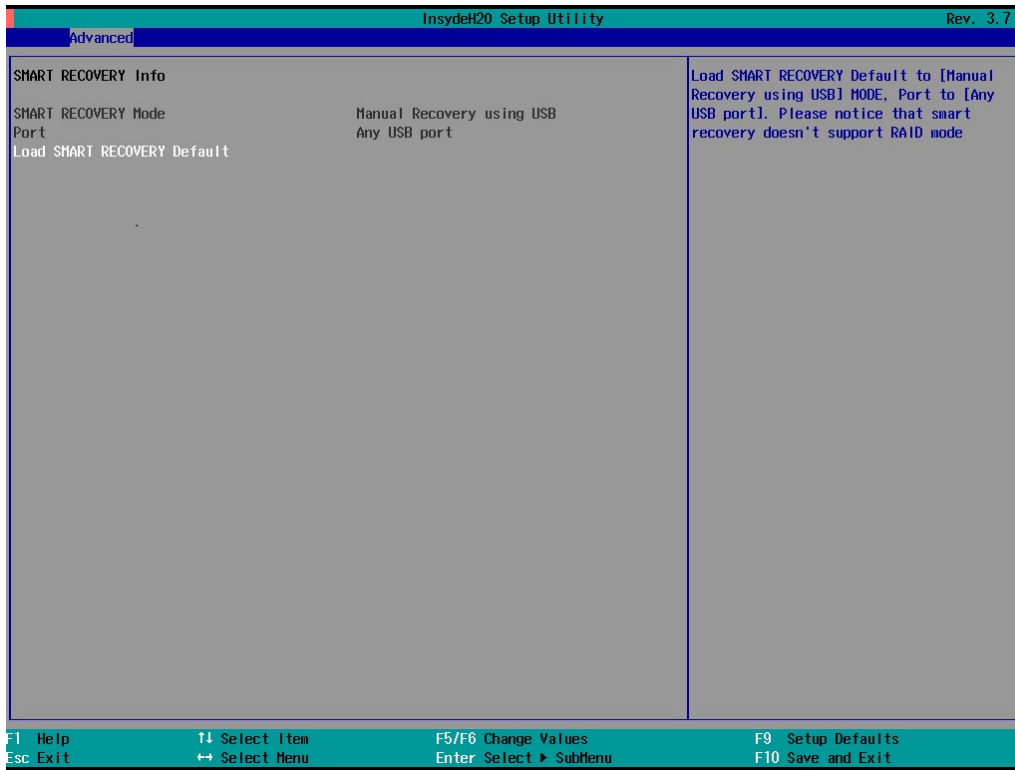 InsydeH20 Setup Utility Rev. 3.7
Advanced
SMART RECOVERY Info
SMART RECOVERY Mode Manual Recovery using USB
Port Any USB port
Load SMART RECOVERY Default
Load SMART RECOVERY Default to [Manual
Recovery using USB] MODE, Port to [Any
USB port]. Please notice that smart
recovery doesn't support RAID mode
F1 Help ↑↓ Select Item F5/F6 Change Values F9 Setup Defaults
Esc Exit ↔ Select Menu Enter Select ▶ SubMenu F10 Save and Exit